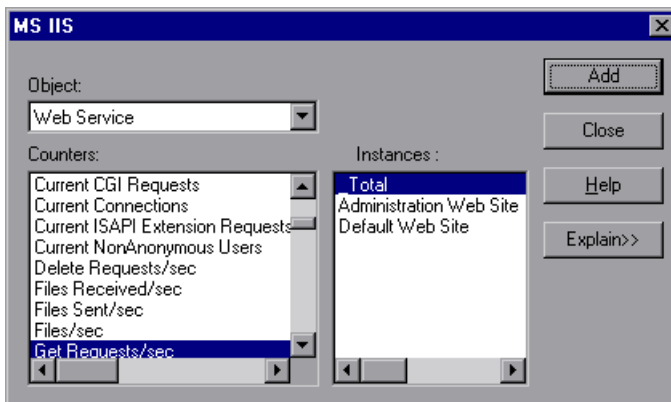 MS IIS
Object:
Web Service
Counters:
Current CGI Requests
Current Connections
Current ISAPI Extension Requests
Current NonAnonymous Users
Delete Requests/sec
Files Received/sec
Files Sent/sec
Files/sec
Get Requests/sec
Instances :
_Total
Administration Web Site
Default Web Site
Add
Close
Help
Explain>>